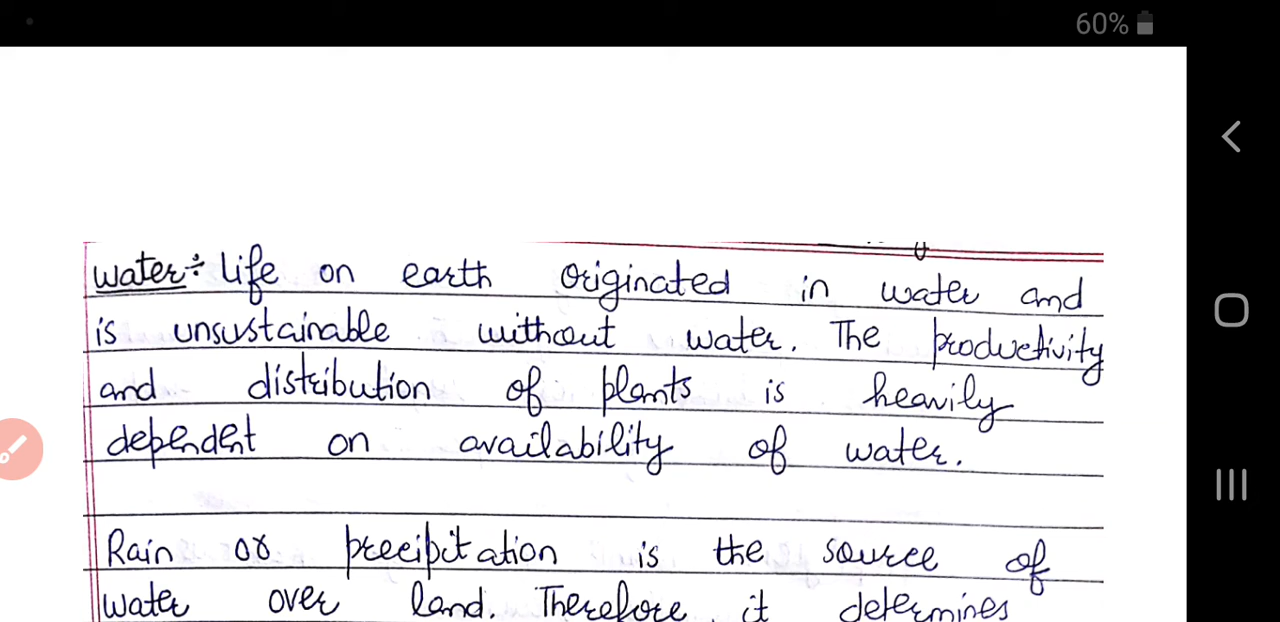 60%
Water÷ Life on earth originated in water and
is unsustainable without water. The productivity
and distribution of plants is heavily
dependent on availability of water.
Rain or precipitation is the source of
water over land. Therefore, it determines